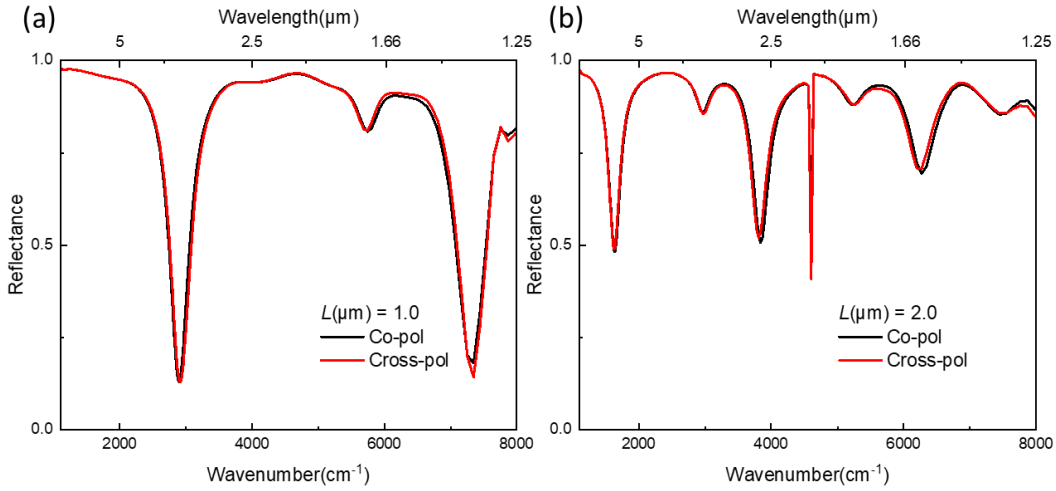 (a)
Wavelength(μm)
5 2.5 1.66 1.25
1.0
0.5
0.0
Reflectance
L(μm) = 1.0
Co-pol
Cross-pol
2000 4000 6000 8000
Wavenumber(cm⁻¹)
(b)
Wavelength(μm)
5 2.5 1.66 1.25
1.0
0.5
0.0
Reflectance
L(μm) = 2.0
Co-pol
Cross-pol
2000 4000 6000 8000
Wavenumber(cm⁻¹)